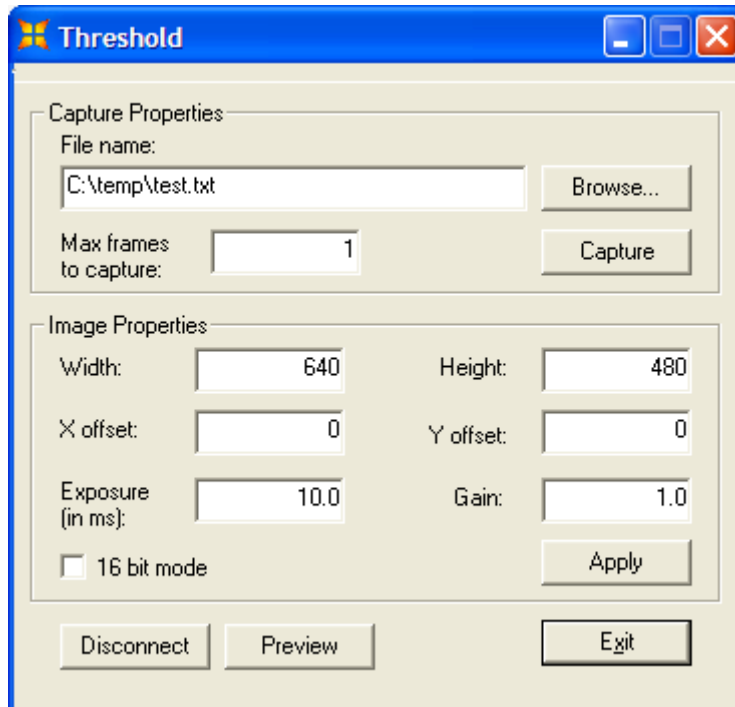 Threshold
Capture Properties
File name:
C:\temp\test.txt
Browse...
Max frames
to capture:
1
Capture
Image Properties
Width:
640
Height:
480
X offset:
0
Y offset:
0
Exposure
(in ms):
10.0
Gain:
1.0
16 bit mode
Apply
Disconnect
Preview
Exit